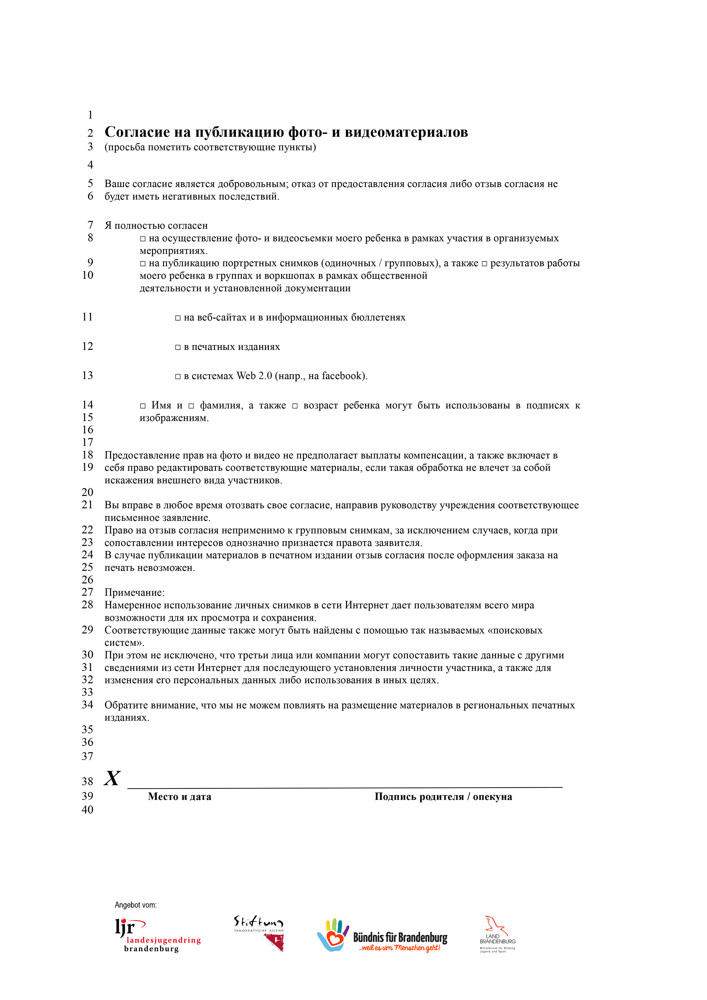 1
2 Согласие на публикацию фото- и видеоматериалов
3 (просьба пометить соответствующие пункты)
4
5 Ваше согласие является добровольным; отказ от предоставления согласия либо отзыв согласия не
6 будет иметь негативных последствий.
7 Я полностью согласен
8 □ на осуществление фото- и видеосъемки моего ребенка в рамках участия в организуемых
мероприятиях.
9 □ на публикацию портретных снимков (одиночных / групповых), а также □ результатов работы
10 моего ребенка в группах и воркшопах в рамках общественной
деятельности и установленной документации
11 □ на веб-сайтах и в информационных бюллетенях
12 □ в печатных изданиях
13 □ в системах Web 2.0 (напр., на facebook).
14 □ Имя и □ фамилия, а также □ возраст ребенка могут быть использованы в подписях к
15 изображениям.
16
17
18 Предоставление прав на фото и видео не предполагает выплаты компенсации, а также включает в
19 себя право редактировать соответствующие материалы, если такая обработка не влечет за собой
искажения внешнего вида участников.
20
21 Вы вправе в любое время отозвать свое согласие, направив руководству учреждения соответствующее
письменное заявление.
22 Право на отзыв согласия неприменимо к групповым снимкам, за исключением случаев, когда при
23 сопоставлении интересов однозначно признается правота заявителя.
24 В случае публикации материалов в печатном издании отзыв согласия после оформления заказа на
25 печать невозможен.
26
27 Примечание:
28 Намеренное использование личных снимков в сети Интернет дает пользователям всего мира
возможности для их просмотра и сохранения.
29 Соответствующие данные также могут быть найдены с помощью так называемых «поисковых
систем».
30 При этом не исключено, что третьи лица или компании могут сопоставить такие данные с другими
31 сведениями из сети Интернет для последующего установления личности участника, а также для
32 изменения его персональных данных либо использования в иных целях.
33
34 Обратите внимание, что мы не можем повлиять на размещение материалов в региональных печатных
изданиях.
35
36
37
38 X
39 Место и дата Подпись родителя / опекуна
40
Angebot vom:
ljr
landesjugendring
brandenburg
Stiftung
DEMOKRATISCHE JUGEND
Bündnis für Brandenburg
...weil es um Menschen geht!
LAND
BRANDENBURG
Ministerium für Bildung,
Jugend und Sport